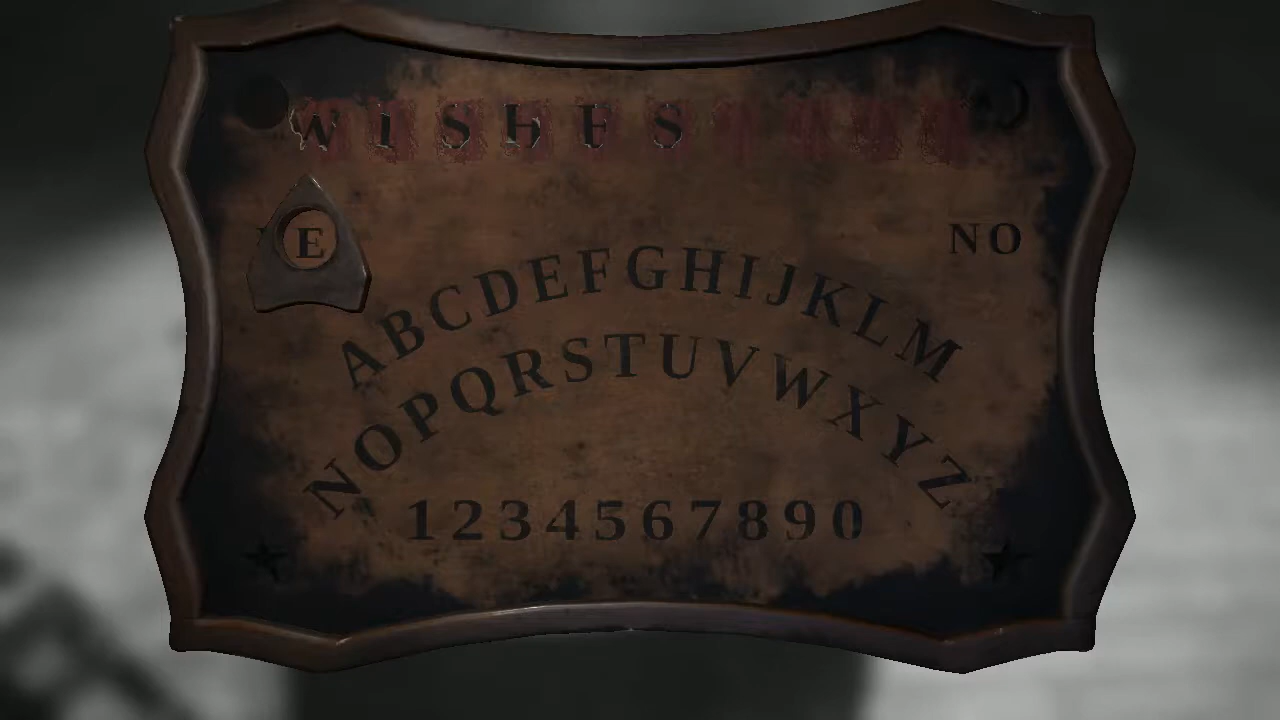 WISHES
E NO
ABCDEFGHIJKLM
NOPQRSTUVWXYZ
1234567890